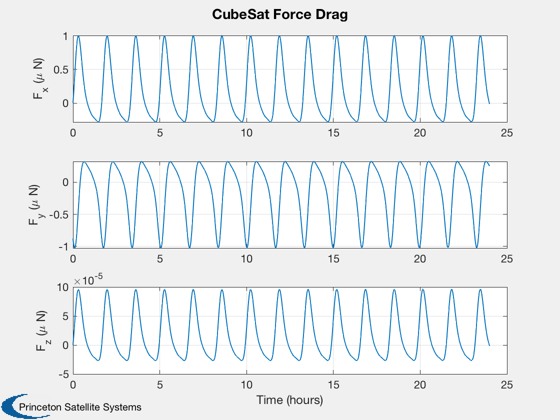 CubeSat Force Drag
1
0.5
0
F_x (μ N)
0 5 10 15 20 25
0
-0.5
-1
F_y (μ N)
0 5 10 15 20 25
×10^-5
10
5
0
-5
F_z (μ N)
0 5 10 15 20 25
Time (hours)
Princeton Satellite Systems